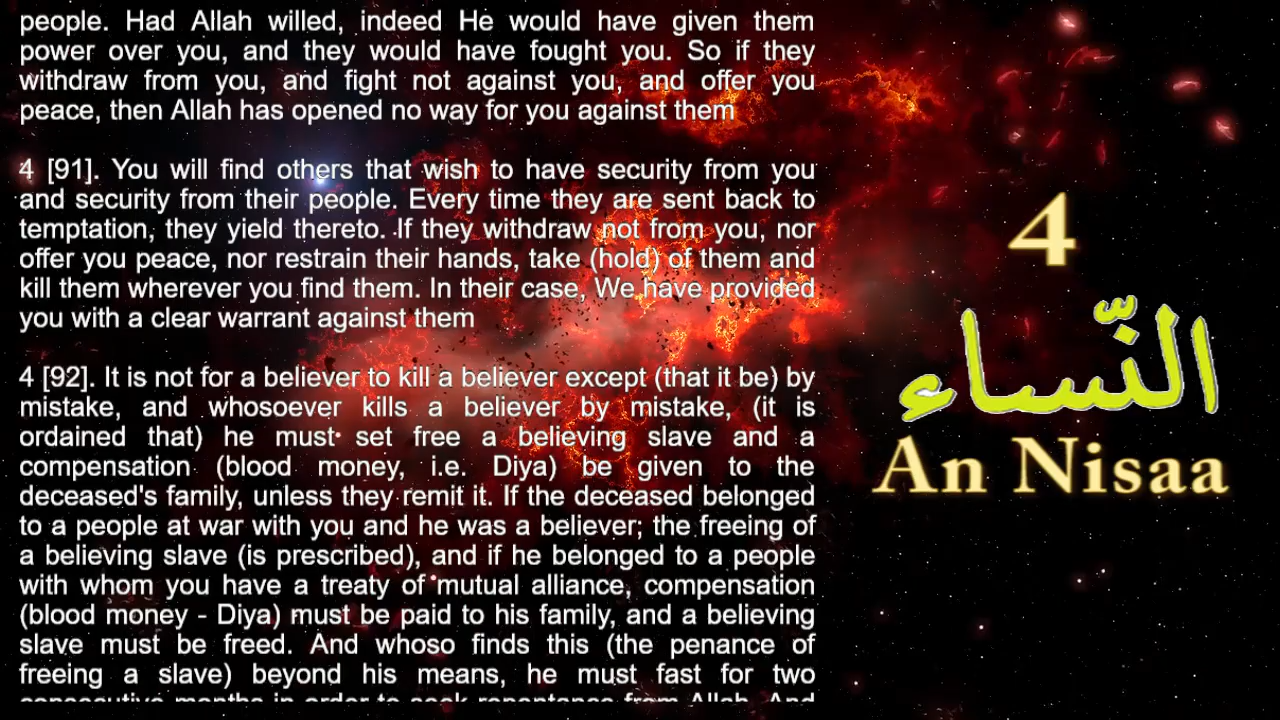 people. Had Allah willed, indeed He would have given them
power over you, and they would have fought you. So if they
withdraw from you, and fight not against you, and offer you
peace, then Allah has opened no way for you against them
4 [91]. You will find others that wish to have security from you
and security from their people. Every time they are sent back to
temptation, they yield thereto. If they withdraw not from you, nor
offer you peace, nor restrain their hands, take (hold) of them and
kill them wherever you find them. In their case, We have provided
you with a clear warrant against them
4 [92]. It is not for a believer to kill a believer except (that it be) by
mistake, and whosoever kills a believer by mistake, (it is
ordained that) he must set free a believing slave and a
compensation (blood money, i.e. Diya) be given to the
deceased's family, unless they remit it. If the deceased belonged
to a people at war with you and he was a believer; the freeing of
a believing slave (is prescribed), and if he belonged to a people
with whom you have a treaty of mutual alliance, compensation
(blood money - Diya) must be paid to his family, and a believing
slave must be freed. And whoso finds this (the penance of
freeing a slave) beyond his means, he must fast for two
consecutive months in order to seek repentance from Allah. And
4
النّساء
An Nisaa